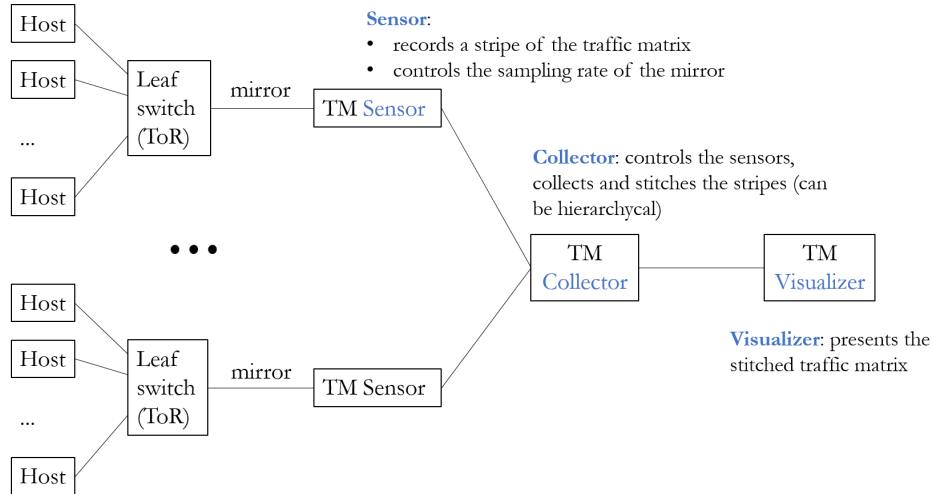 Host
Host
...
Host
Leaf
switch
(ToR)
mirror
Sensor:
• records a stripe of the traffic matrix
• controls the sampling rate of the mirror
TM Sensor
Collector: controls the sensors,
collects and stitches the stripes (can
be hierarchycal)
• • •
TM
Collector
TM
Visualizer
Visualizer: presents the
stitched traffic matrix
Host
Host
...
Host
Leaf
switch
(ToR)
mirror
TM Sensor